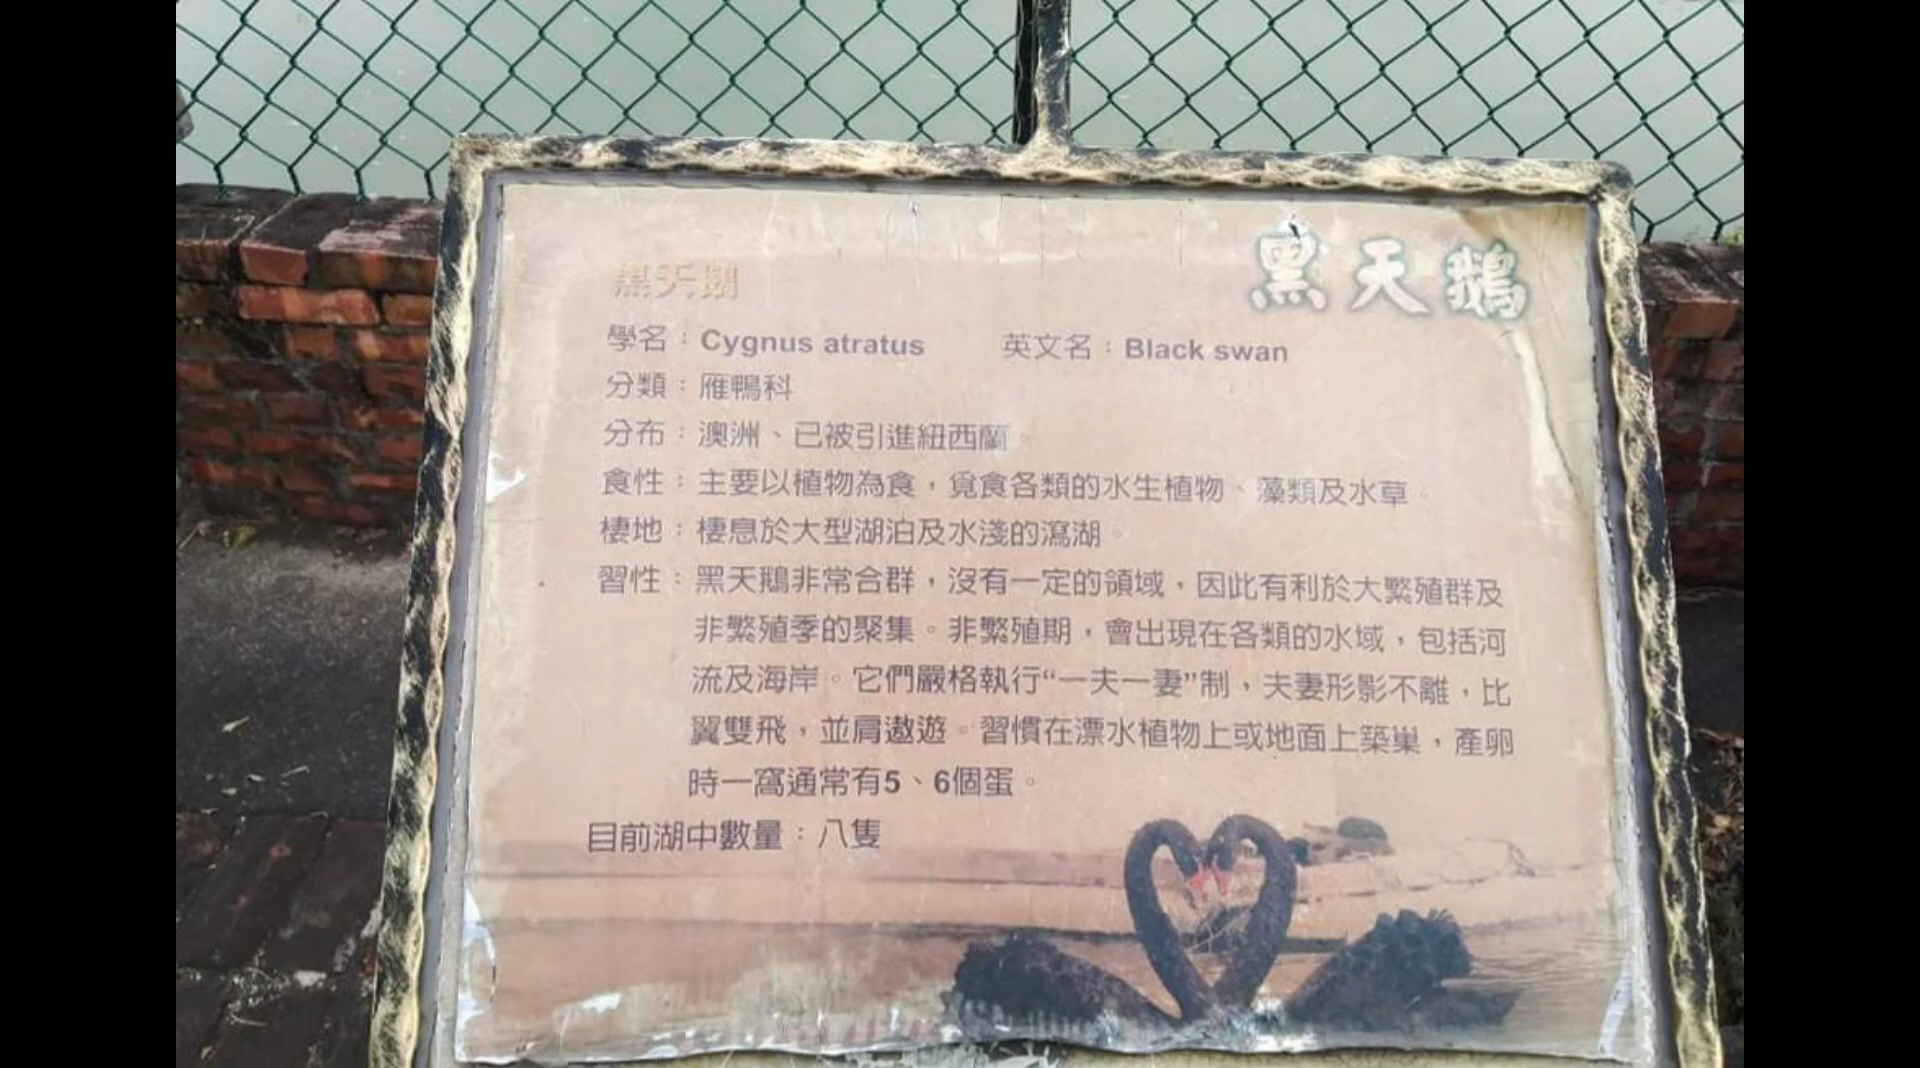 黑天鵝
黑天鵝
學名：Cygnus atratus 英文名：Black swan
分類：雁鴨科
分布：澳洲、已被引進紐西蘭。
食性：主要以植物為食，覓食各類的水生植物、藻類及水草。
棲地：棲息於大型湖泊及水淺的瀉湖。
習性：黑天鵝非常合群，沒有一定的領域，因此有利於大繁殖群及
非繁殖季的聚集。非繁殖期，會出現在各類的水域，包括河
流及海岸。它們嚴格執行“一夫一妻”制，夫妻形影不離，比
翼雙飛，並肩遨遊。習慣在漂水植物上或地面上築巢，產卵
時一窩通常有5、6個蛋。
目前湖中數量：八隻